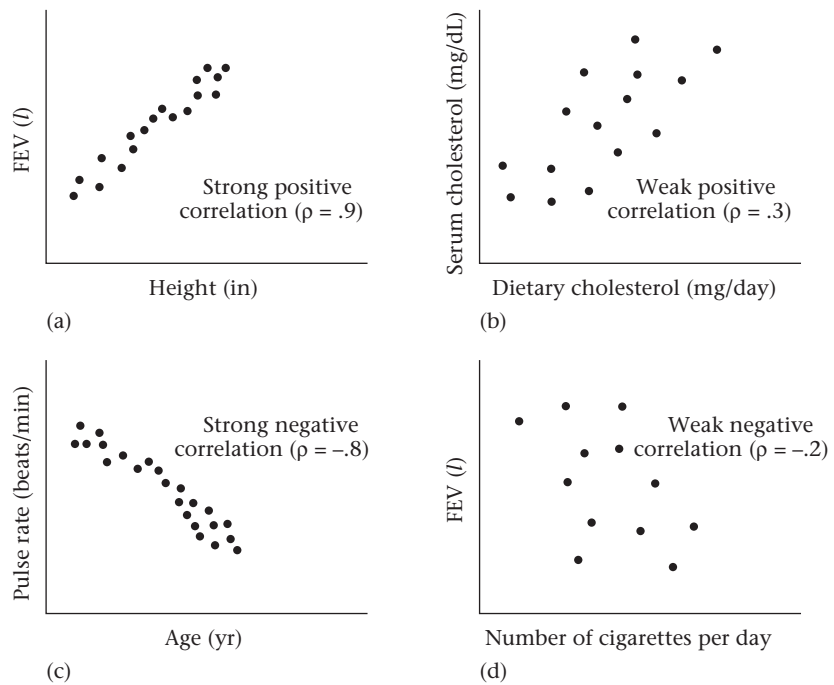 FEV (l)
Strong positive
correlation (ρ = .9)
Height (in)
(a)
Serum cholesterol (mg/dL)
Weak positive
correlation (ρ = .3)
Dietary cholesterol (mg/day)
(b)
Pulse rate (beats/min)
Strong negative
correlation (ρ = –.8)
Age (yr)
(c)
FEV (l)
Weak negative
correlation (ρ = –.2)
Number of cigarettes per day
(d)